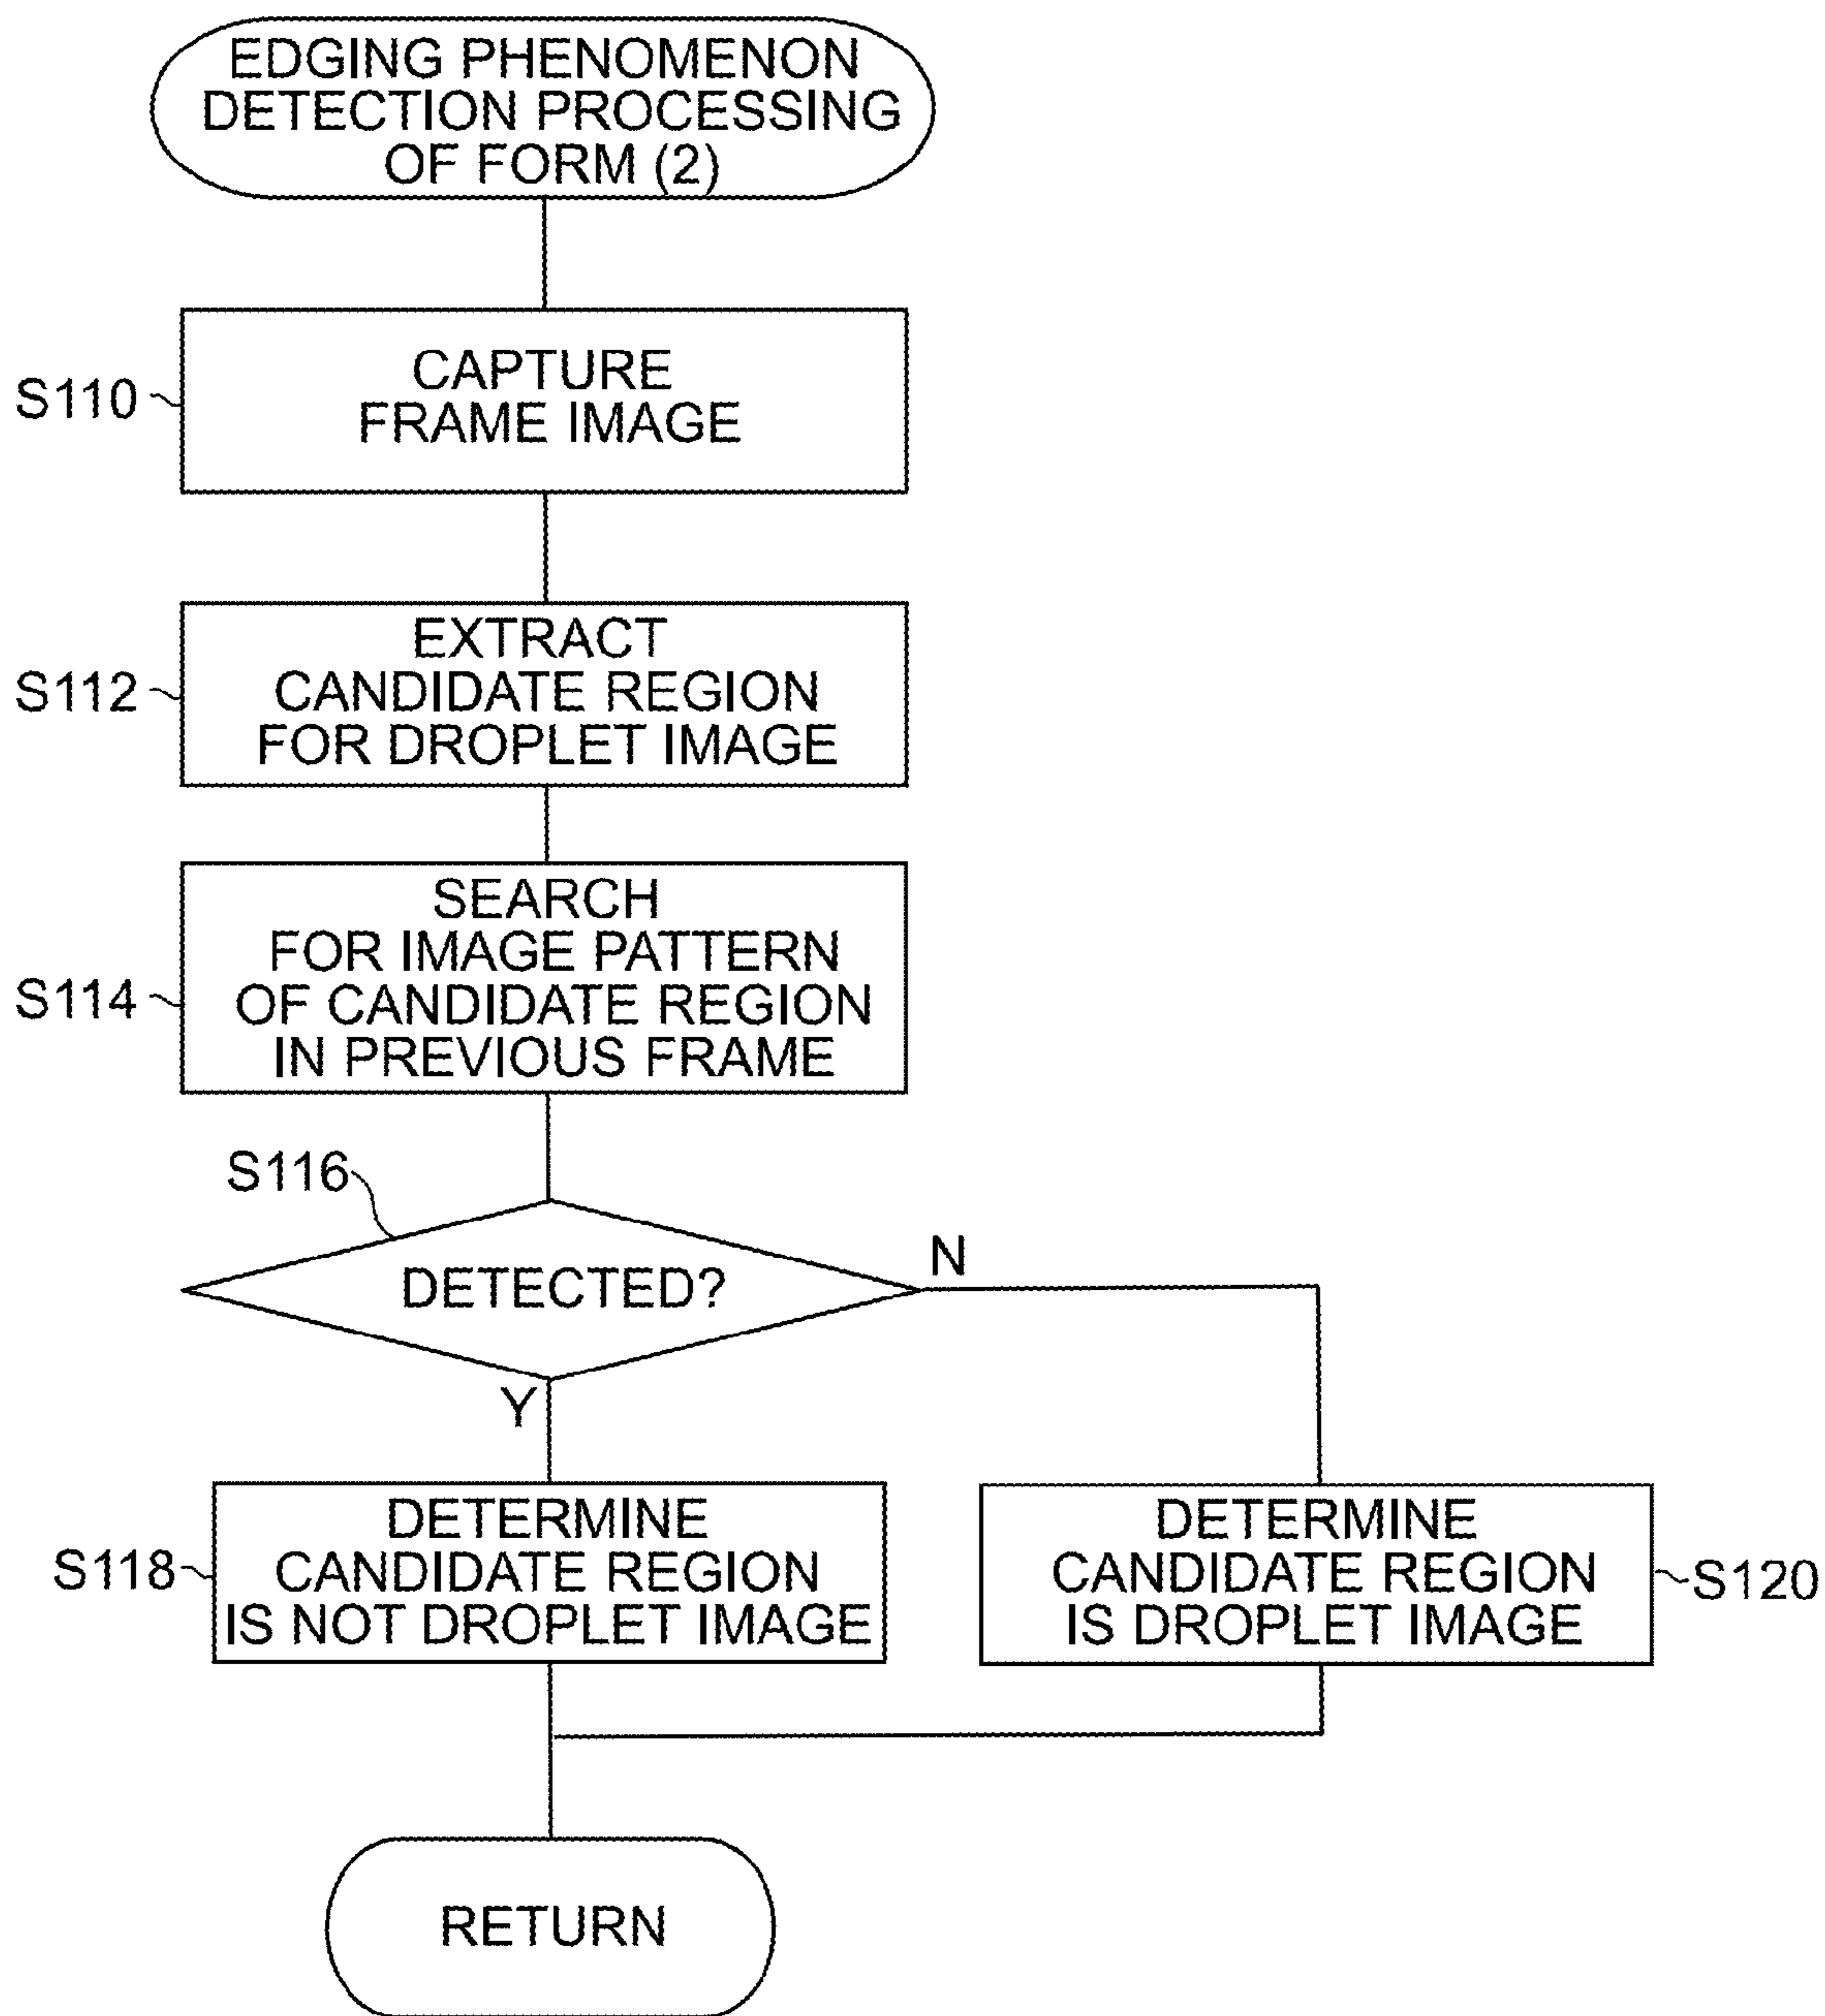 EDGING PHENOMENON
DETECTION PROCESSING
OF FORM (2)
S110
CAPTURE
FRAME IMAGE
S112
EXTRACT
CANDIDATE REGION
FOR DROPLET IMAGE
S114
SEARCH
FOR IMAGE PATTERN
OF CANDIDATE REGION
IN PREVIOUS FRAME
S116
DETECTED?
N
Y
S118
DETERMINE
CANDIDATE REGION
IS NOT DROPLET IMAGE
DETERMINE
CANDIDATE REGION
IS DROPLET IMAGE
S120
RETURN